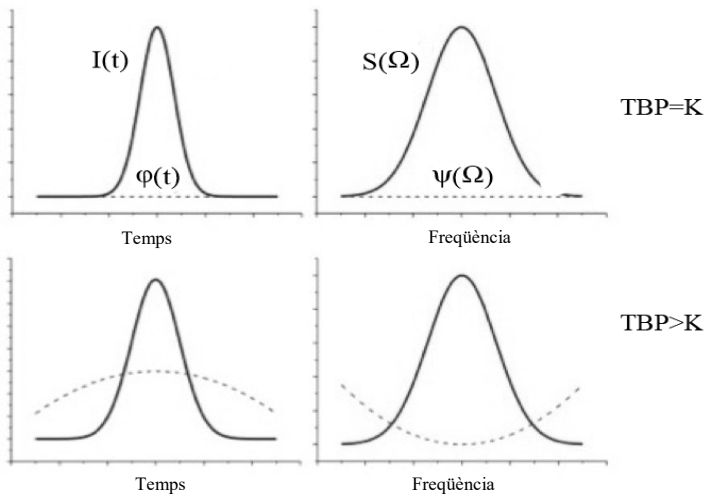 I(t)
φ(t)
S(Ω)
ψ(Ω)
TBP=K
Temps
Freqüència
TBP>K
Temps
Freqüència